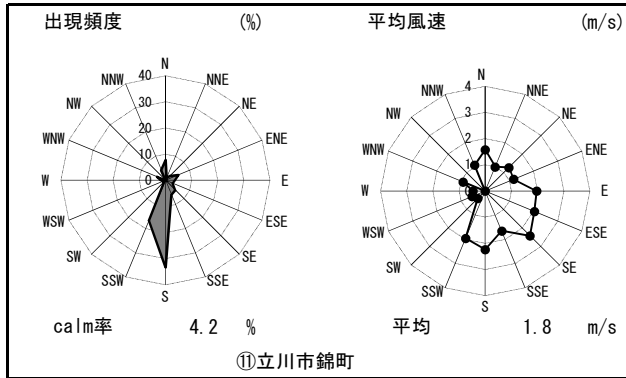 出現頻度 (%)
N
NNW 40 NNE
NW 30 NE
20
WNW 10 ENE
W 0 E
WSW ESE
SW SE
SSW SSE
S
calm率 4.2 %
平均風速 (m/s)
N
NNW 4 NNE
NW 3 NE
2
WNW 1 ENE
W 0 E
WSW ESE
SW SE
SSW SSE
S
平均 1.8 m/s
⑪立川市錦町